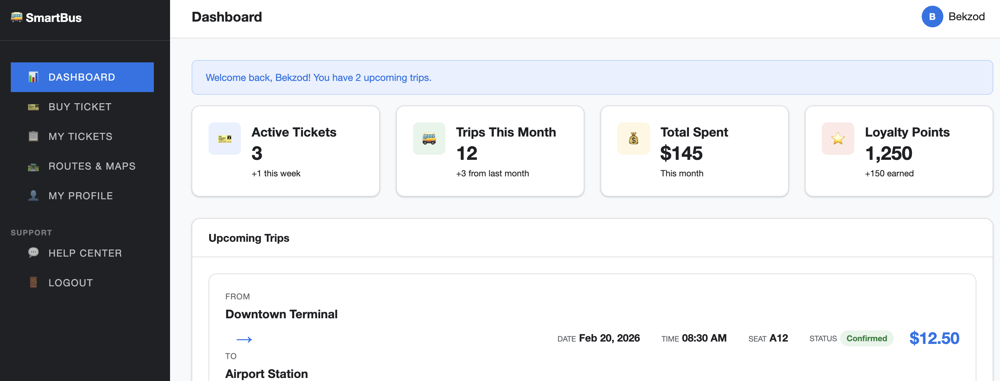 SmartBus
Dashboard
B
Bekzod
DASHBOARD
BUY TICKET
MY TICKETS
ROUTES & MAPS
MY PROFILE
SUPPORT
HELP CENTER
LOGOUT
Welcome back, Bekzod! You have 2 upcoming trips.
Active Tickets
3
+1 this week
Trips This Month
12
+3 from last month
Total Spent
$145
This month
Loyalty Points
1,250
+150 earned
Upcoming Trips
FROM
Downtown Terminal
→
TO
Airport Station
DATE Feb 20, 2026
TIME 08:30 AM
SEAT A12
STATUS Confirmed
$12.50